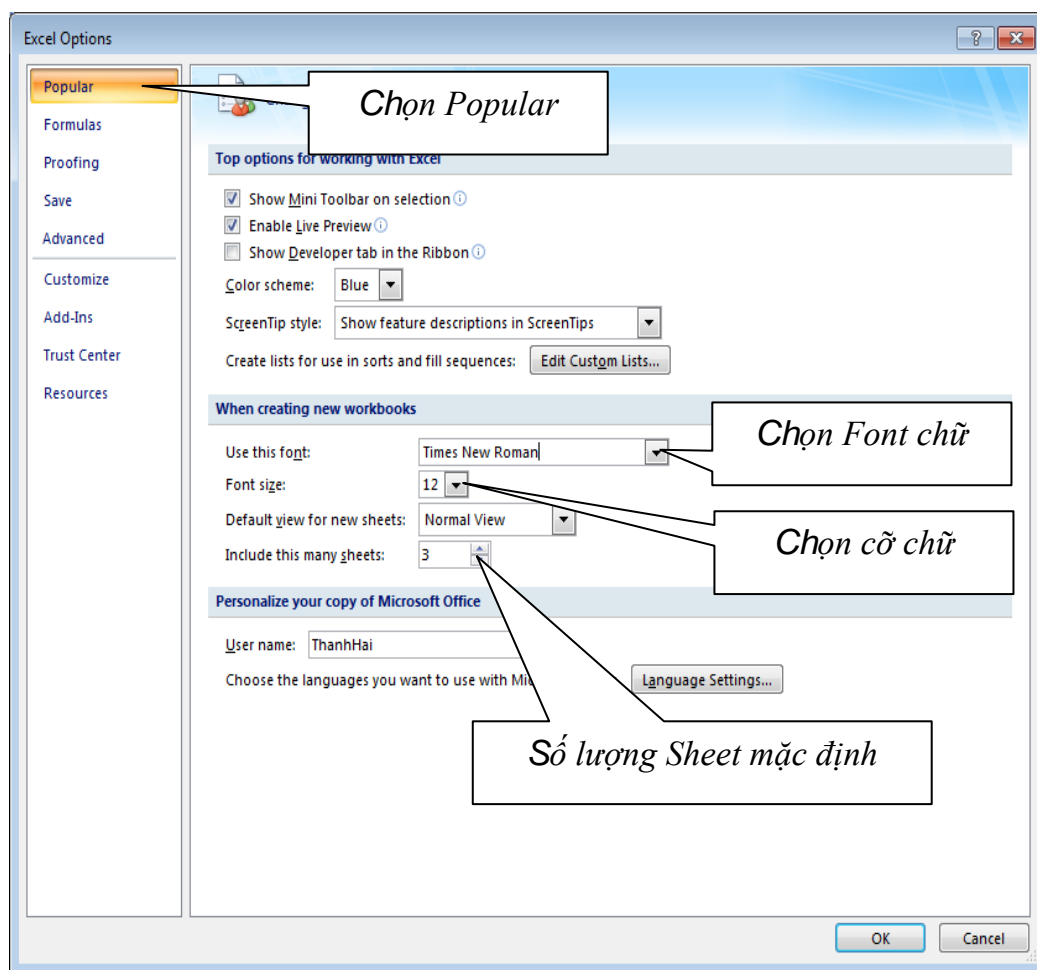 Excel Options
Popular
Formulas
Proofing
Save
Advanced
Customize
Add-Ins
Trust Center
Resources
Chọn Popular
Top options for working with Excel
Show Mini Toolbar on selection
Enable Live Preview
Show Developer tab in the Ribbon
Color scheme: Blue
ScreenTip style: Show feature descriptions in ScreenTips
Create lists for use in sorts and fill sequences: Edit Custom Lists...
When creating new workbooks
Chọn Font chữ
Use this font: Times New Roman
Font size: 12
Default view for new sheets: Normal View
Chọn cỡ chữ
Include this many sheets: 3
Personalize your copy of Microsoft Office
User name: ThanhHai
Choose the languages you want to use with Language Settings...
Số lượng Sheet mặc định
OK Cancel